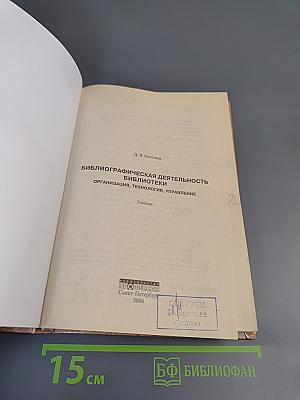 Д. Я. Коготков
БИБЛИОГРАФИЧЕСКАЯ ДЕЯТЕЛЬНОСТЬ
БИБЛИОТЕКИ
ОРГАНИЗАЦИЯ, ТЕХНОЛОГИЯ, УПРАВЛЕНИЕ
Учебник
Санкт-Петербург
2004
15 см
БФ БИБЛИОФАН